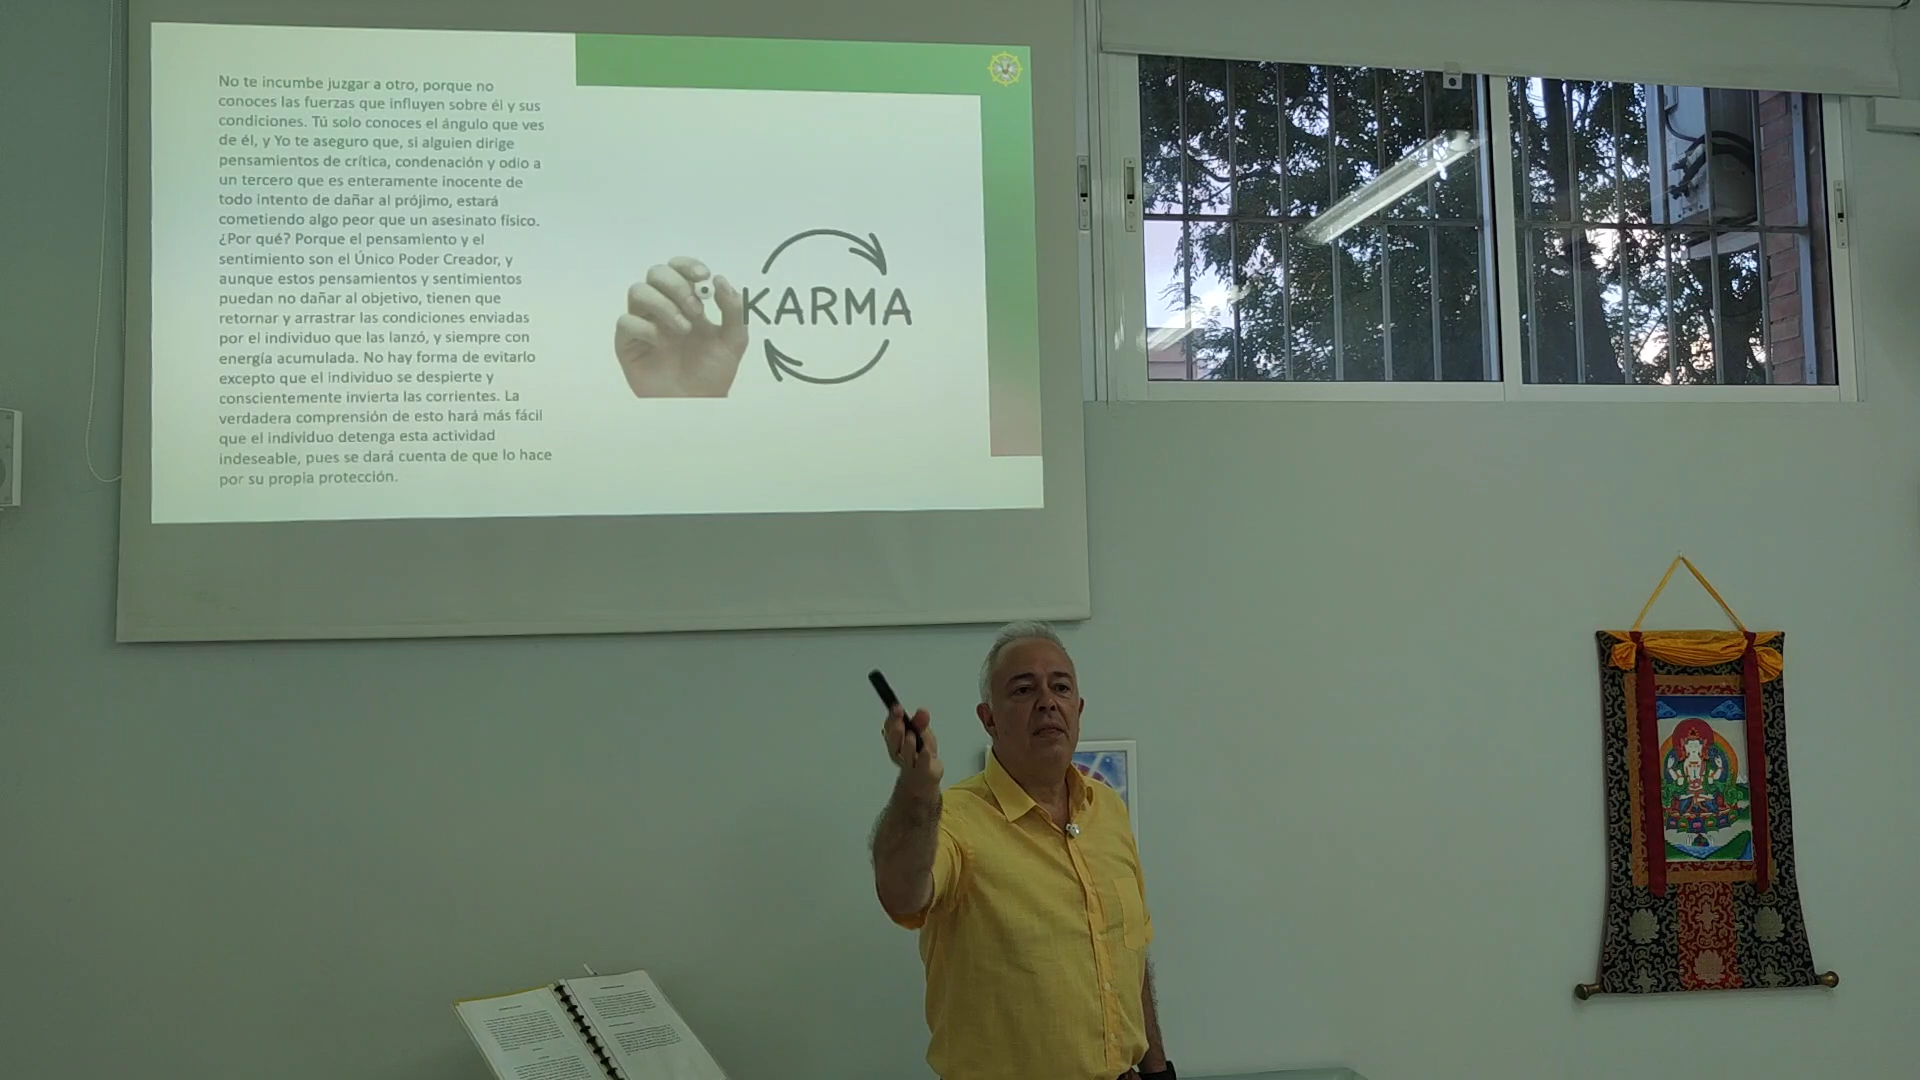 No te incumbe juzgar a otro, porque no
conoces las fuerzas que influyen sobre él y sus
condiciones. Tú solo conoces el ángulo que ves
de él, y Yo te aseguro que, si alguien dirige
pensamientos de crítica, condenación y odio a
un tercero que es enteramente inocente de
todo intento de dañar al prójimo, estará
cometiendo algo peor que un asesinato físico.
¿Por qué? Porque el pensamiento y el
sentimiento son el Único Poder Creador, y
aunque estos pensamientos y sentimientos
puedan no dañar al objetivo, tienen que
retornar y arrastrar las condiciones enviadas
por el individuo que las lanzó, y siempre con
energía acumulada. No hay forma de evitarlo
excepto que el individuo se despierte y
conscientemente invierta las corrientes. La
verdadera comprensión de esto hará más fácil
que el individuo detenga esta actividad
indeseable, pues se dará cuenta de que lo hace
por su propia protección.
KARMA